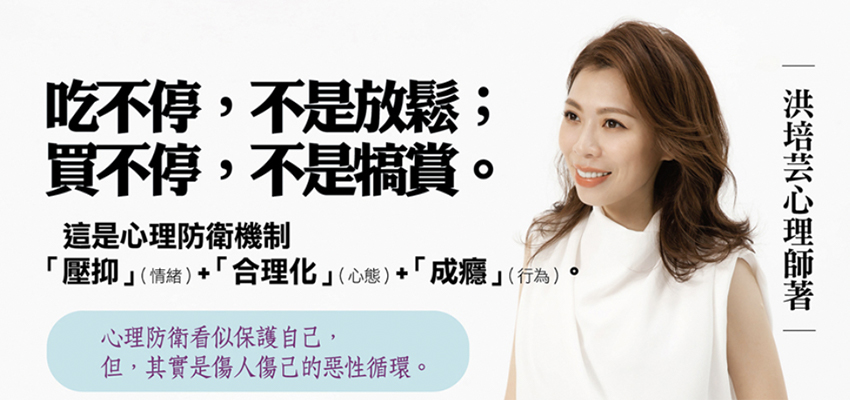 吃不停，不是放鬆；
買不停，不是犒賞。
這是心理防衛機制
「壓抑」（情緒）+「合理化」（心態）+「成癮」（行為）。
心理防衛看似保護自己，
但，其實是傷人傷己的惡性循環。
洪培芸心理師著